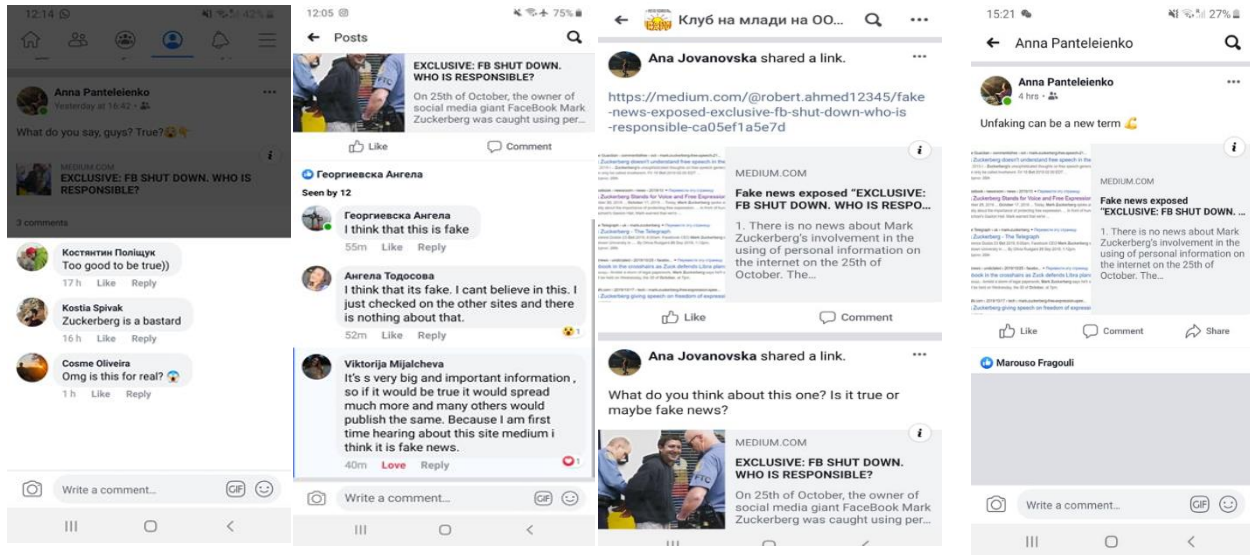 12:14
42%
Anna Panteleienko
Yesterday at 16:42
What do you say, guys? True?
MEDIUM.COM
EXCLUSIVE: FB SHUT DOWN. WHO IS
RESPONSIBLE?
3 comments
Костянтин Поліщук
Too good to be true))
17 h Like Reply
Kostia Spivak
Zuckerberg is a bastard
16 h Like Reply
Cosme Oliveira
Omg is this for real?
1 h Like Reply
Write a comment...
GIF
12:05
75%
Posts
EXCLUSIVE: FB SHUT DOWN.
WHO IS RESPONSIBLE?
On 25th of October, the owner of
social media giant FaceBook Mark
Zuckerberg was caught using per...
FTC
Like Comment
Георгиевска Ангела
Seen by 12
Георгиевска Ангела
I think that this is fake
55m Like Reply
Ангела Тодосова
I think that its fake. I cant believe in this. I
just checked on the other sites and there
is nothing about that.
52m Like Reply
1
Viktorija Mijalcheva
It's s very big and important information ,
so if it would be true it would spread
much more and many others would
publish the same. Because I am first
time hearing about this site medium i
think it is fake news.
40m Love Reply
1
Write a comment...
GIF
Клуб на млади на ОО...
Ana Jovanovska shared a link.
https://medium.com/@robert.ahmed12345/fake
-news-exposed-exclusive-fb-shut-down-who-is
-responsible-ca05ef1a5e7d
MEDIUM.COM
Fake news exposed "EXCLUSIVE:
FB SHUT DOWN. WHO IS RESPO...
1. There is no news about Mark
Zuckerberg's involvement in the
using of personal information on
the internet on the 25th of
October. The...
Like Comment
Ana Jovanovska shared a link.
What do you think about this one? Is it true or
maybe fake news?
MEDIUM.COM
EXCLUSIVE: FB SHUT DOWN.
WHO IS RESPONSIBLE?
On 25th of October, the owner of
social media giant FaceBook Mark
Zuckerberg was caught using per...
FTC
15:21
27%
Anna Panteleienko
Anna Panteleienko
4 hrs
Unfaking can be a new term
MEDIUM.COM
Fake news exposed
"EXCLUSIVE: FB SHUT DOWN. ...
1. There is no news about Mark
Zuckerberg's involvement in the
using of personal information on
the internet on the 25th of
October. The...
Like Comment Share
Marouso Fragouli
Write a comment...
GIF